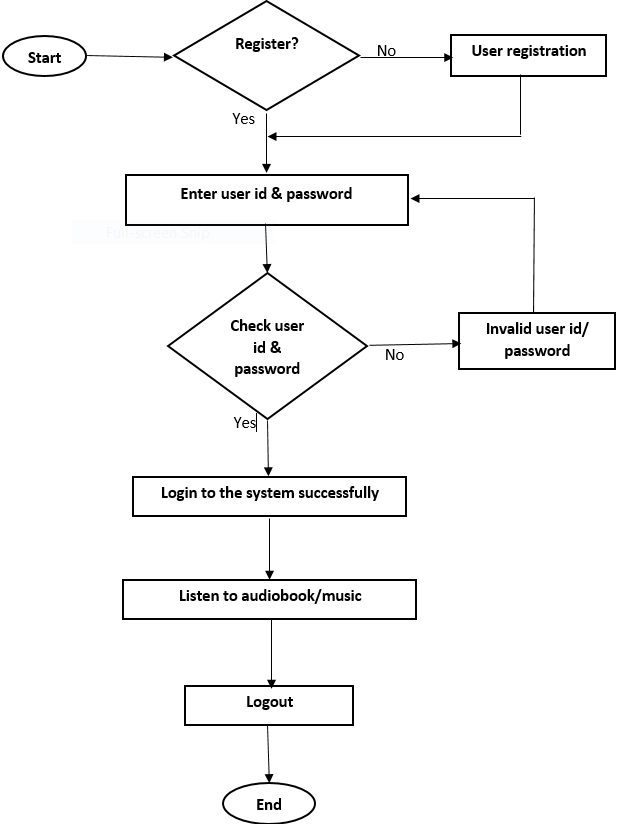 Register?
Start
No
User registration
Yes
Enter user id & password
Check user
id &
password
No
Invalid user id/
password
Yes
Login to the system successfully
Listen to audiobook/music
Logout
End